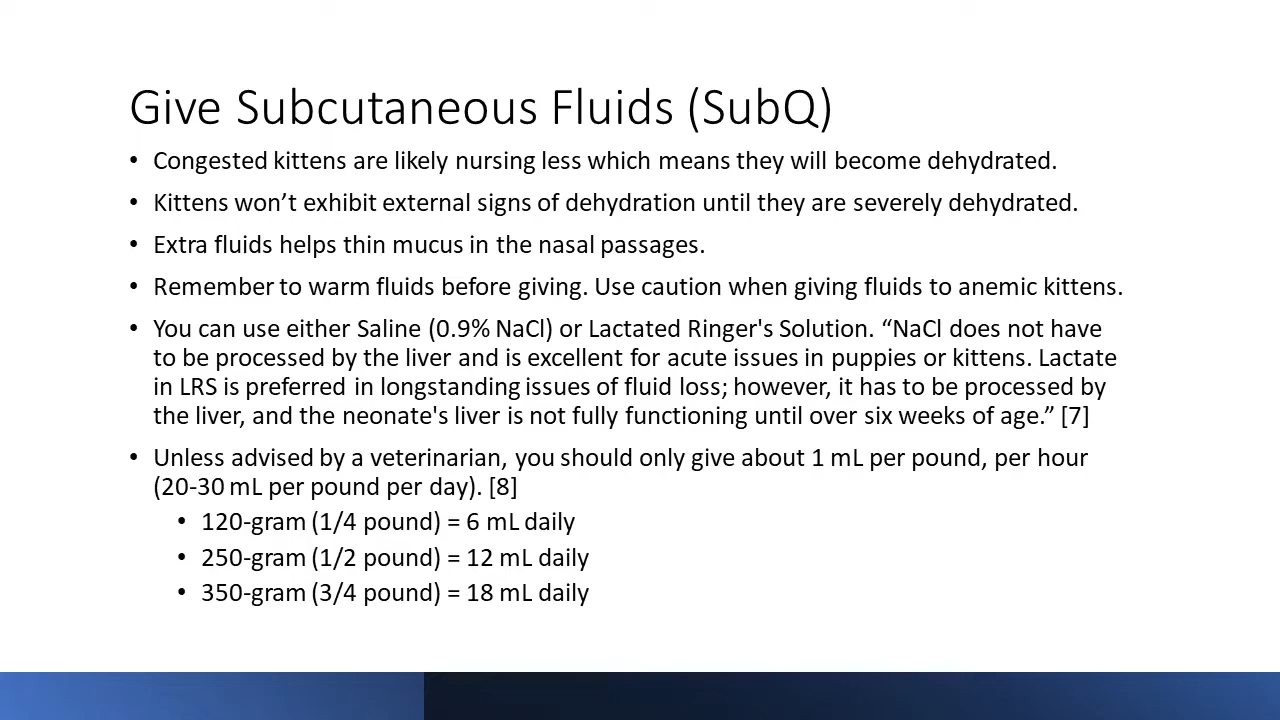 Give Subcutaneous Fluids (SubQ)
• Congested kittens are likely nursing less which means they will become dehydrated.
• Kittens won’t exhibit external signs of dehydration until they are severely dehydrated.
• Extra fluids helps thin mucus in the nasal passages.
• Remember to warm fluids before giving. Use caution when giving fluids to anemic kittens.
• You can use either Saline (0.9% NaCl) or Lactated Ringer's Solution. “NaCl does not have
to be processed by the liver and is excellent for acute issues in puppies or kittens. Lactate
in LRS is preferred in longstanding issues of fluid loss; however, it has to be processed by
the liver, and the neonate's liver is not fully functioning until over six weeks of age.” [7]
• Unless advised by a veterinarian, you should only give about 1 mL per pound, per hour
(20-30 mL per pound per day). [8]
• 120-gram (1/4 pound) = 6 mL daily
• 250-gram (1/2 pound) = 12 mL daily
• 350-gram (3/4 pound) = 18 mL daily